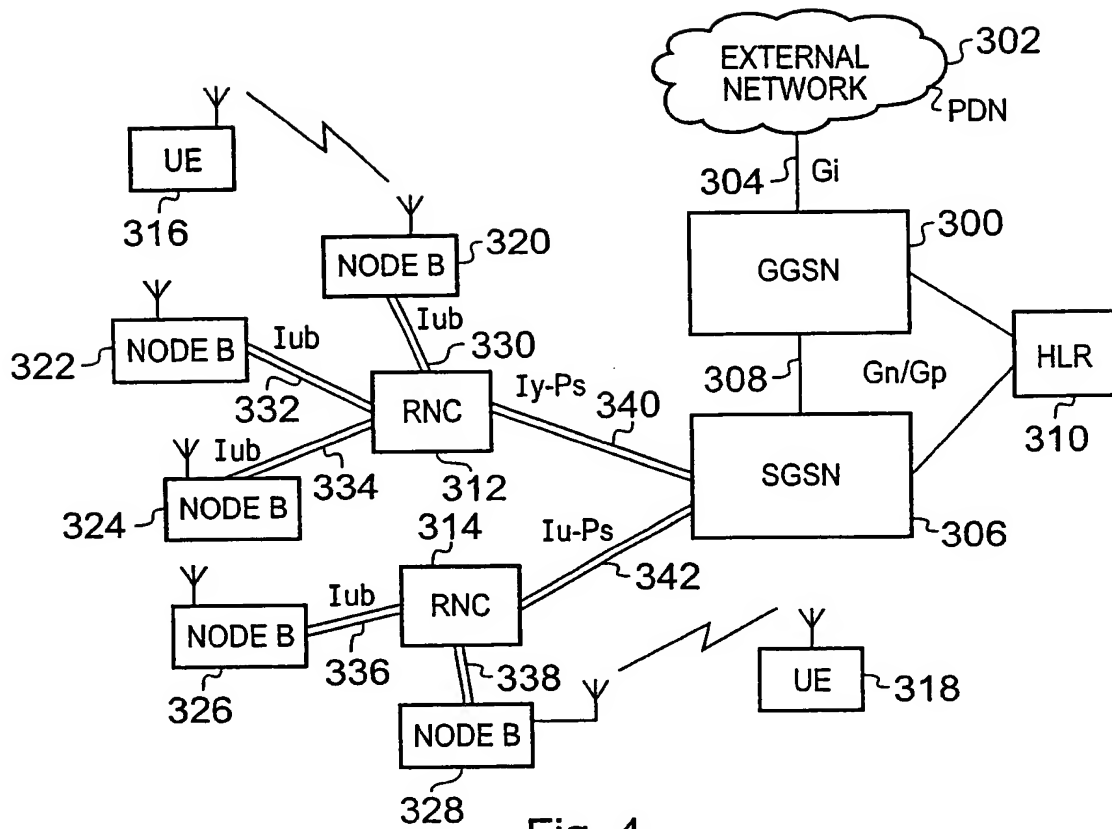 EXTERNAL
NETWORK
302
PDN
304
Gi
UE
316
300
GGSN
NODE B
320
Iub
330
322
NODE B
Iub
332
308
Gn/Gp
HLR
310
RNC
312
Iy-Ps
340
Iub
334
324
NODE B
SGSN
306
314
RNC
Iu-Ps
342
Iub
336
NODE B
326
338
NODE B
328
UE
318
Fig. 4